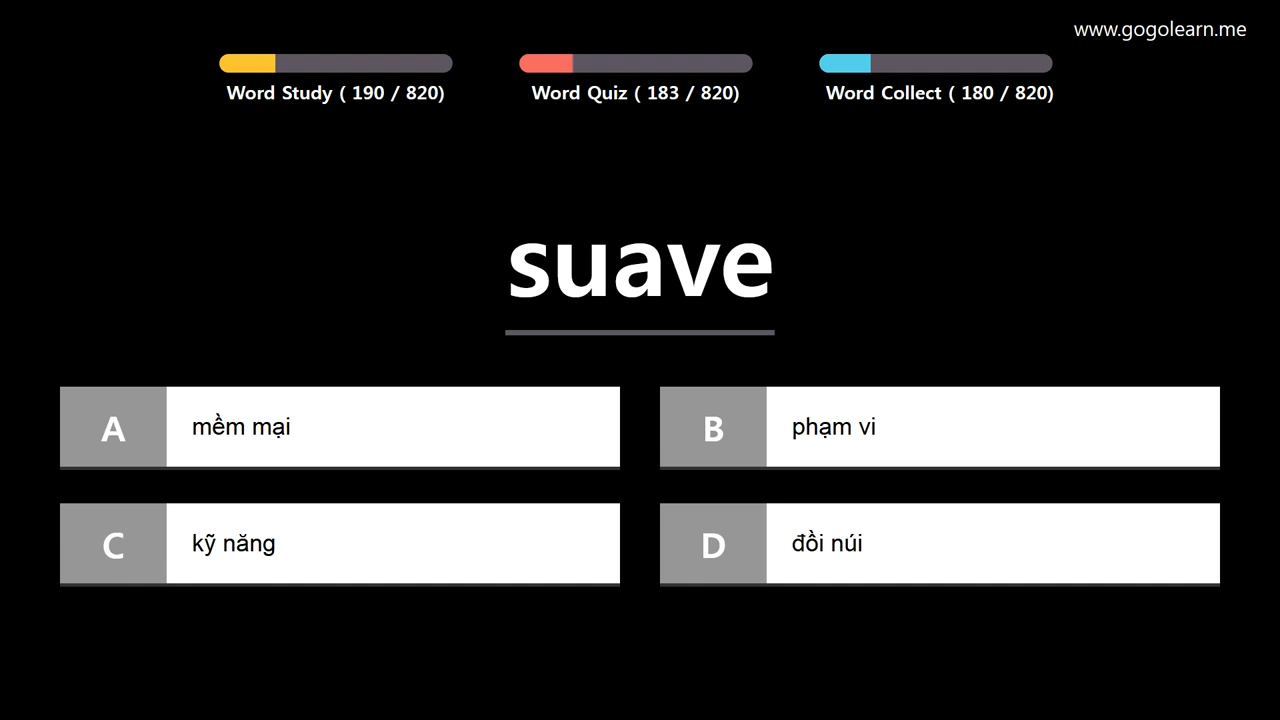 www.gogolearn.me
Word Study ( 190 / 820)
Word Quiz ( 183 / 820)
Word Collect ( 180 / 820)
suave
A mềm mại
B phạm vi
C kỹ năng
D đồi núi